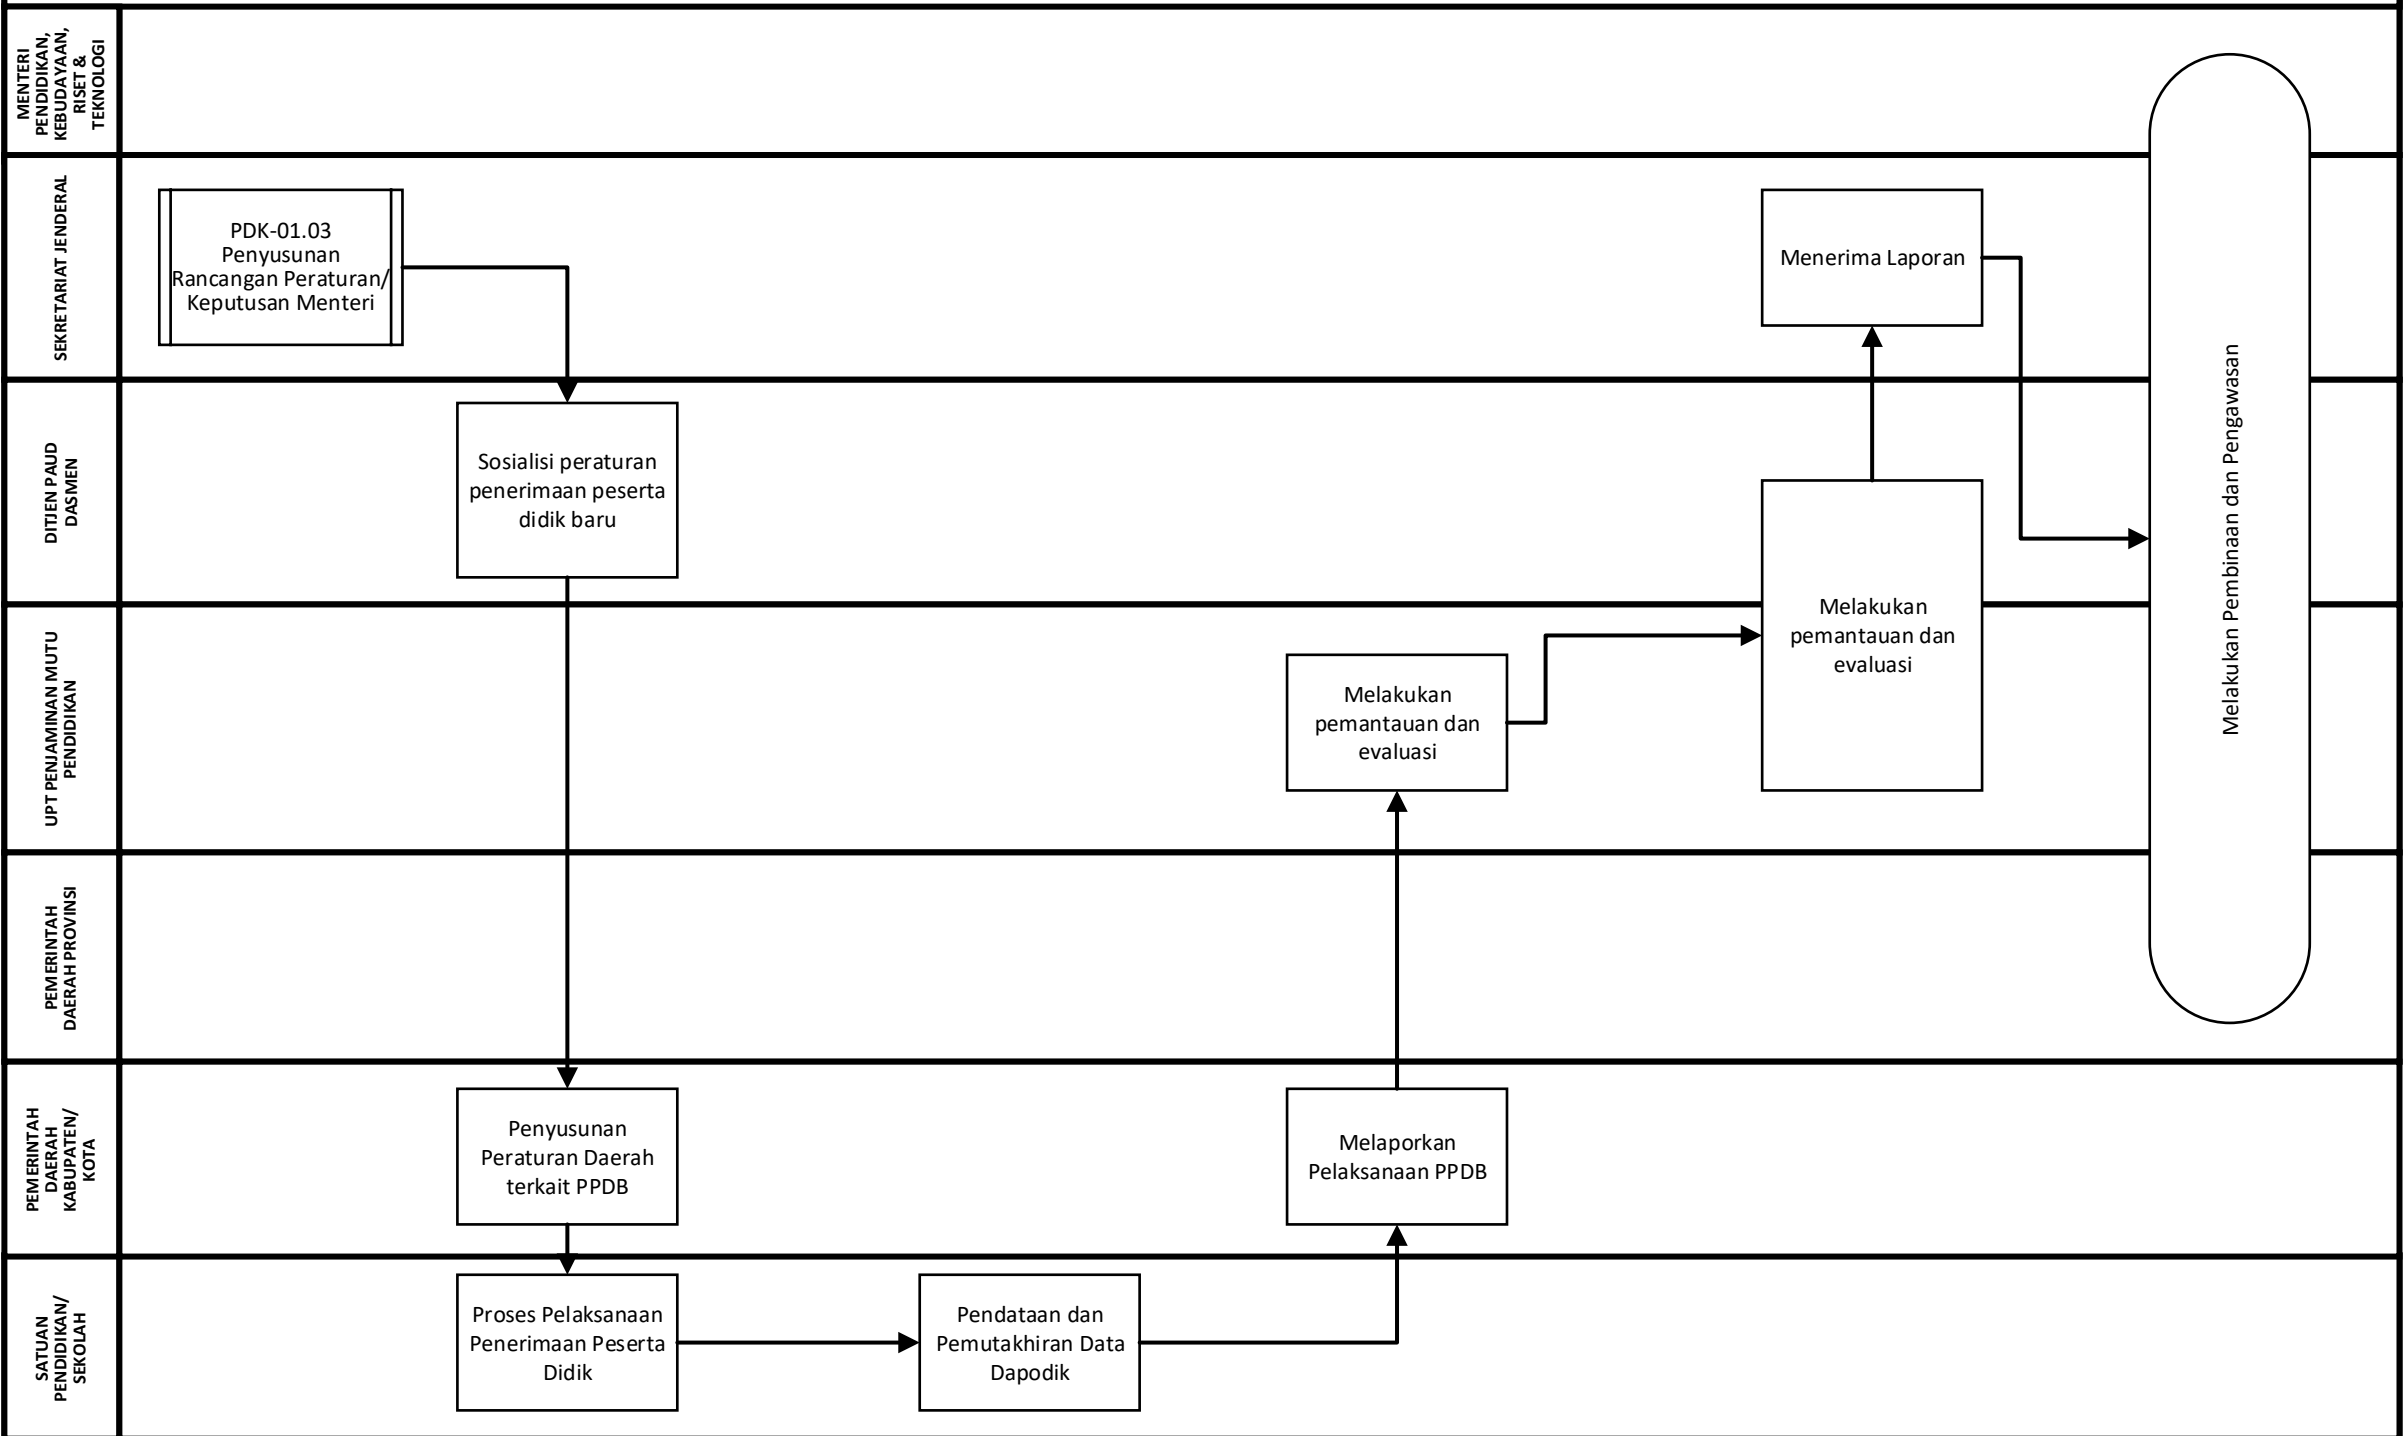 MENTERI
PENDIDIKAN,
KEBUDAYAAN,
RISET &
TEKNOLOGI
SEKRETARIAT JENDERAL
PDK-01.03
Penyusunan
Rancangan Peraturan/
Keputusan Menteri
Menerima Laporan
DITJEN PAUD
DASMEN
Sosialisi peraturan
penerimaan peserta
didik baru
Melakukan Pembinaan dan Pengawasan
UPT PENJAMINAN MUTU
PENDIDIKAN
Melakukan
pemantauan dan
evaluasi
Melakukan
pemantauan dan
evaluasi
PEMERINTAH
DAERAH PROVINSI
PEMERINTAH
DAERAH
KABUPATEN/
KOTA
Penyusunan
Peraturan Daerah
terkait PPDB
Melaporkan
Pelaksanaan PPDB
SATUAN
PENDIDIKAN/
SEKOLAH
Proses Pelaksanaan
Penerimaan Peserta
Didik
Pendataan dan
Pemutakhiran Data
Dapodik